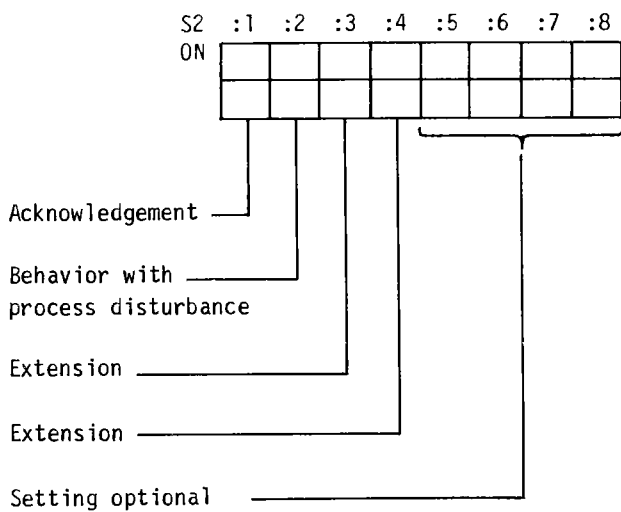 S2 :1 :2 :3 :4 :5 :6 :7 :8
ON
Acknowledgement
Behavior with
process disturbance
Extension
Extension
Setting optional